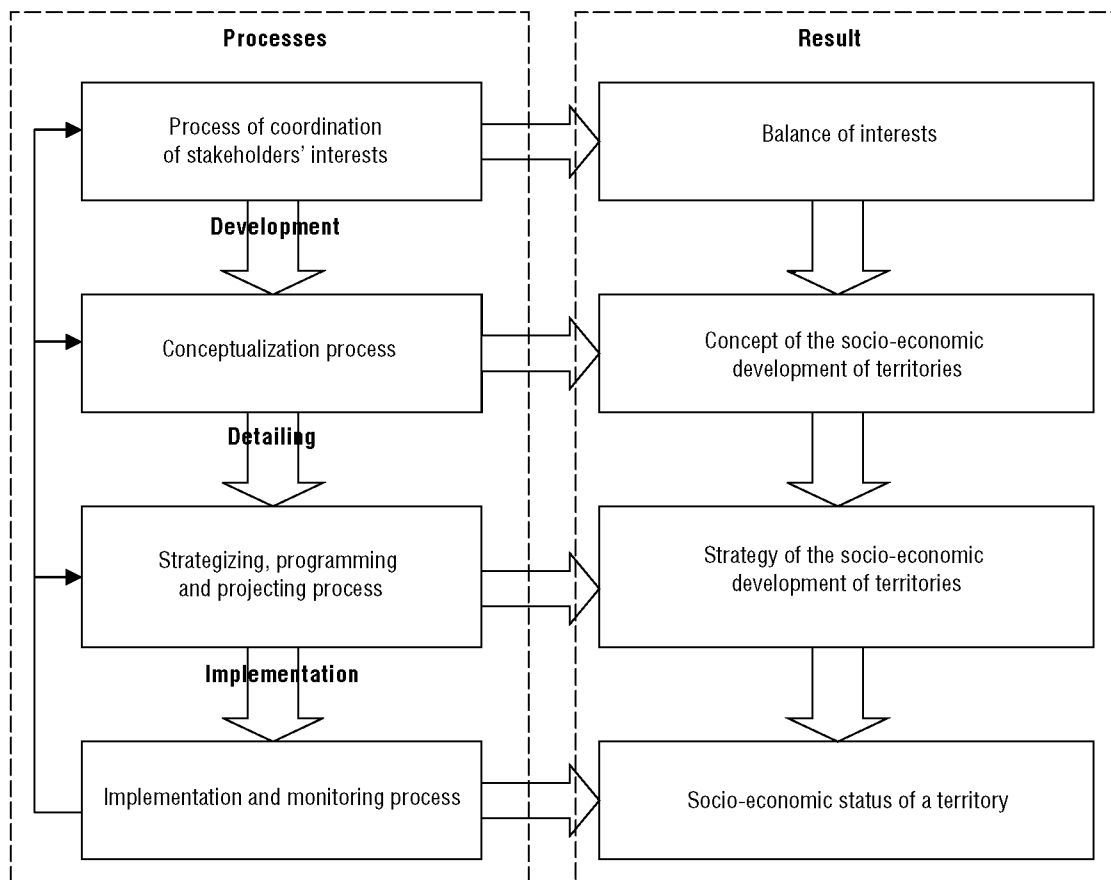 Processes
Result
Process of coordination
of stakeholders’ interests
Balance of interests
Development
Conceptualization process
Concept of the socio-economic
development of territories
Detailing
Strategizing, programming
and projecting process
Strategy of the socio-economic
development of territories
Implementation
Implementation and monitoring process
Socio-economic status of a territory